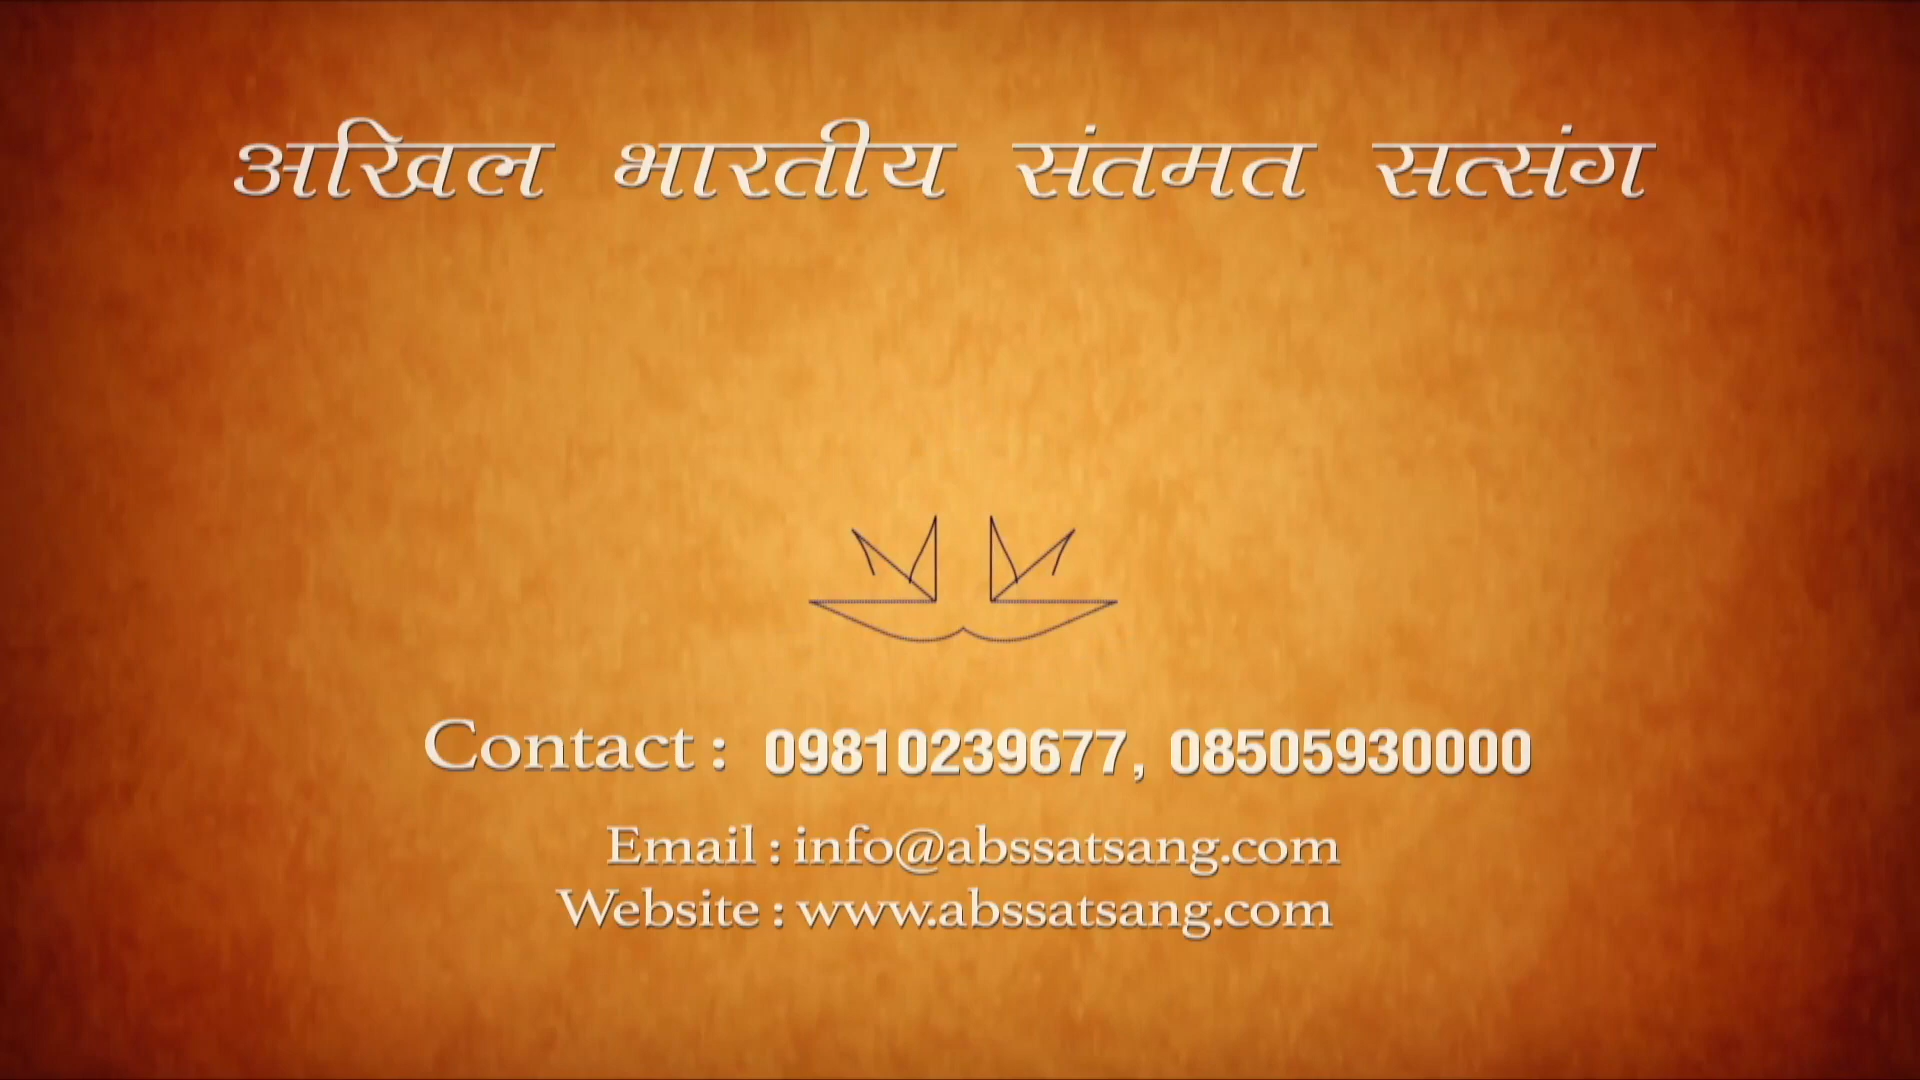 अखिल भारतीय संतमत सत्संग
Contact : 09810239677, 08505930000
Email : info@abssatsang.com
Website : www.abssatsang.com